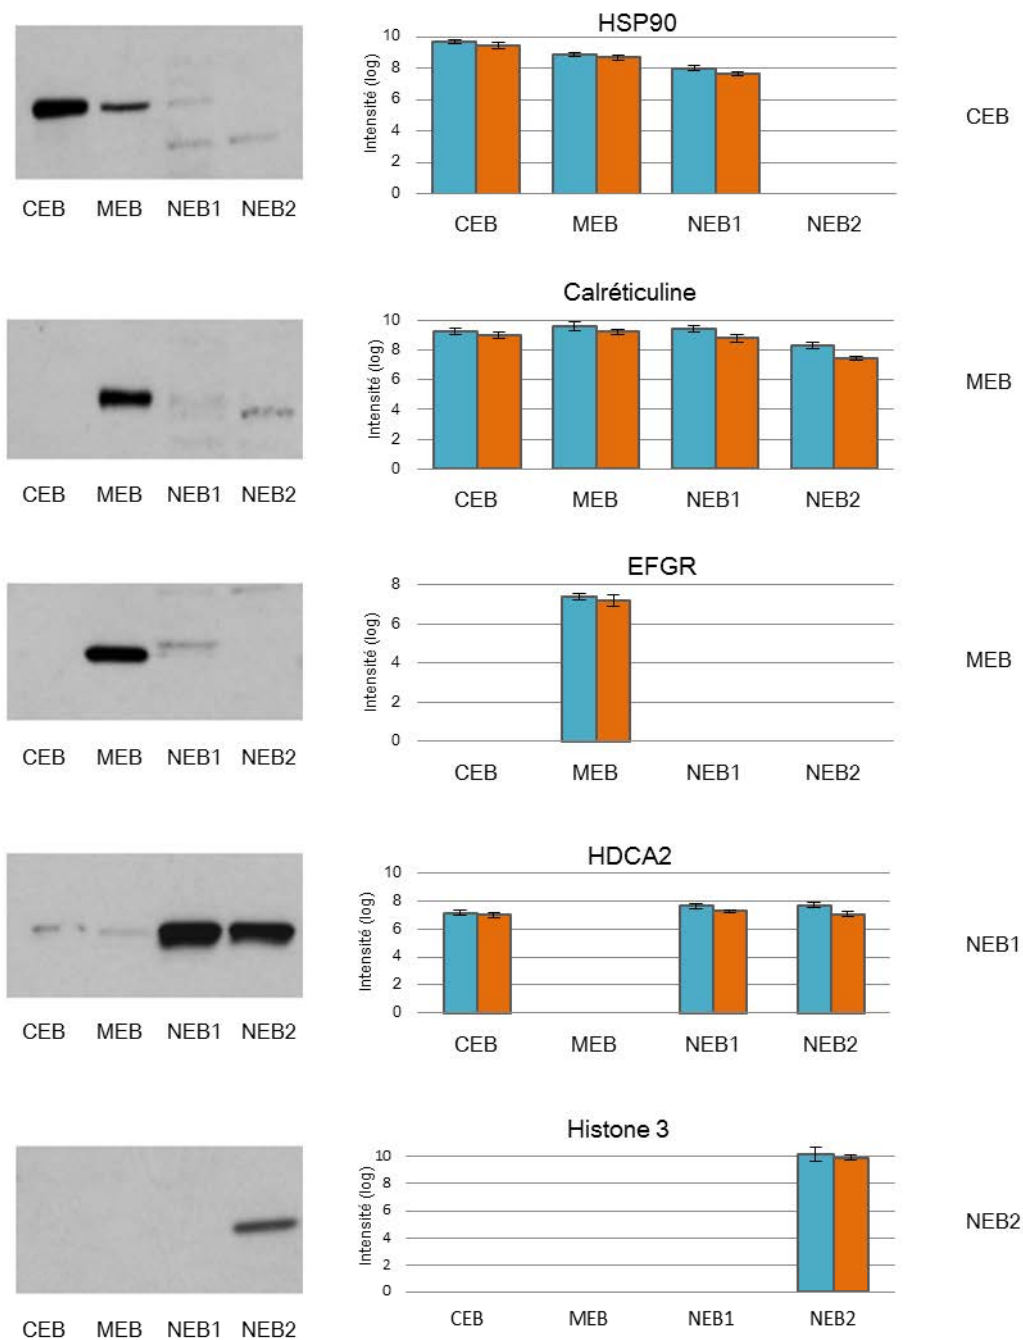 HSP90
Intensité (log)
10
8
6
4
2
0
CEB MEB NEB1 NEB2
CEB MEB NEB1 NEB2
CEB
Calréticuline
Intensité (log)
10
8
6
4
2
0
CEB MEB NEB1 NEB2
CEB MEB NEB1 NEB2
MEB
EFGR
Intensité (log)
8
6
4
2
0
CEB MEB NEB1 NEB2
CEB MEB NEB1 NEB2
MEB
HDCA2
Intensité (log)
10
8
6
4
2
0
CEB MEB NEB1 NEB2
CEB MEB NEB1 NEB2
NEB1
Histone 3
Intensité (log)
10
8
6
4
2
0
CEB MEB NEB1 NEB2
CEB MEB NEB1 NEB2
NEB2